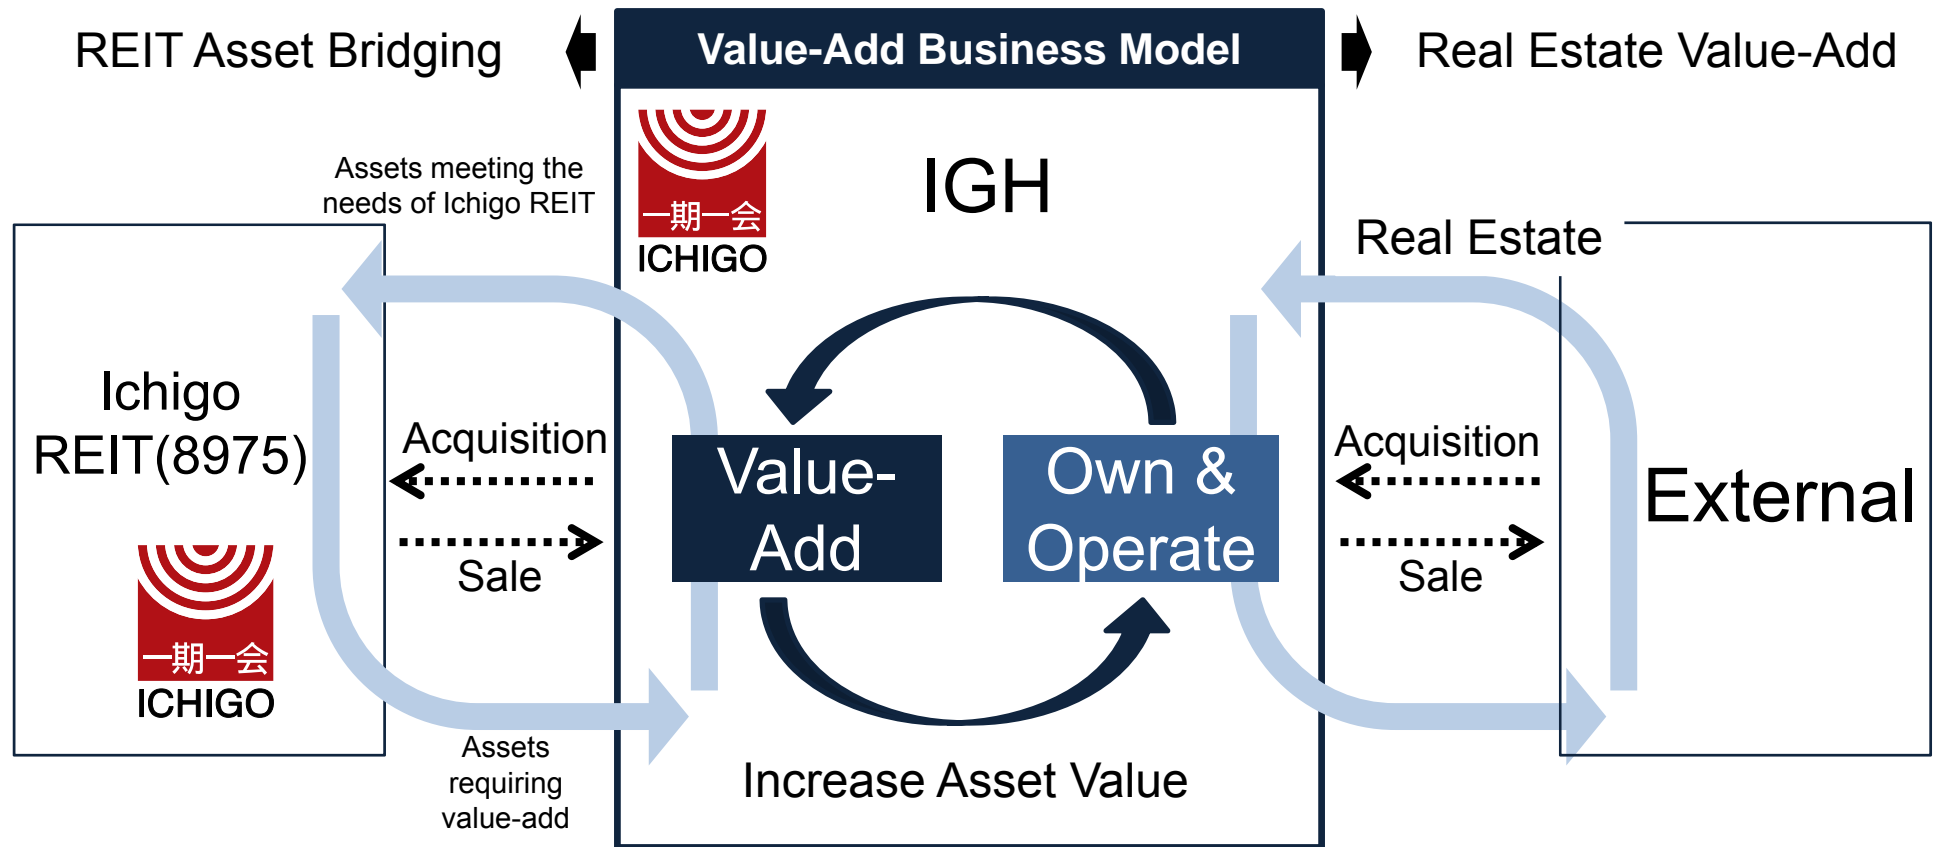 REIT Asset Bridging
Value-Add Business Model
Real Estate Value-Add
Assets meeting the
needs of Ichigo REIT
一期一会
ICHIGO
IGH
Real Estate
Ichigo
REIT(8975)
Acquisition
Sale
Value-
Add
Own &
Operate
Acquisition
Sale
External
一期一会
ICHIGO
Assets
requiring
value-add
Increase Asset Value